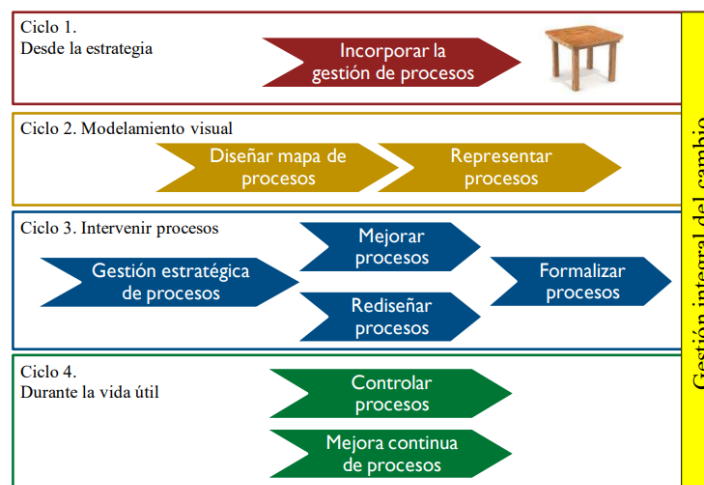 Ciclo 1.
Desde la estrategia
Incorporar la
gestión de procesos
Ciclo 2. Modelamiento visual
Diseñar mapa de
procesos
Representar
procesos
Ciclo 3. Intervenir procesos
Gestión estratégica
de procesos
Mejorar
procesos
Rediseñar
procesos
Formalizar
procesos
Ciclo 4.
Durante la vida útil
Controlar
procesos
Mejora continua
de procesos
Gestión integral del cambio